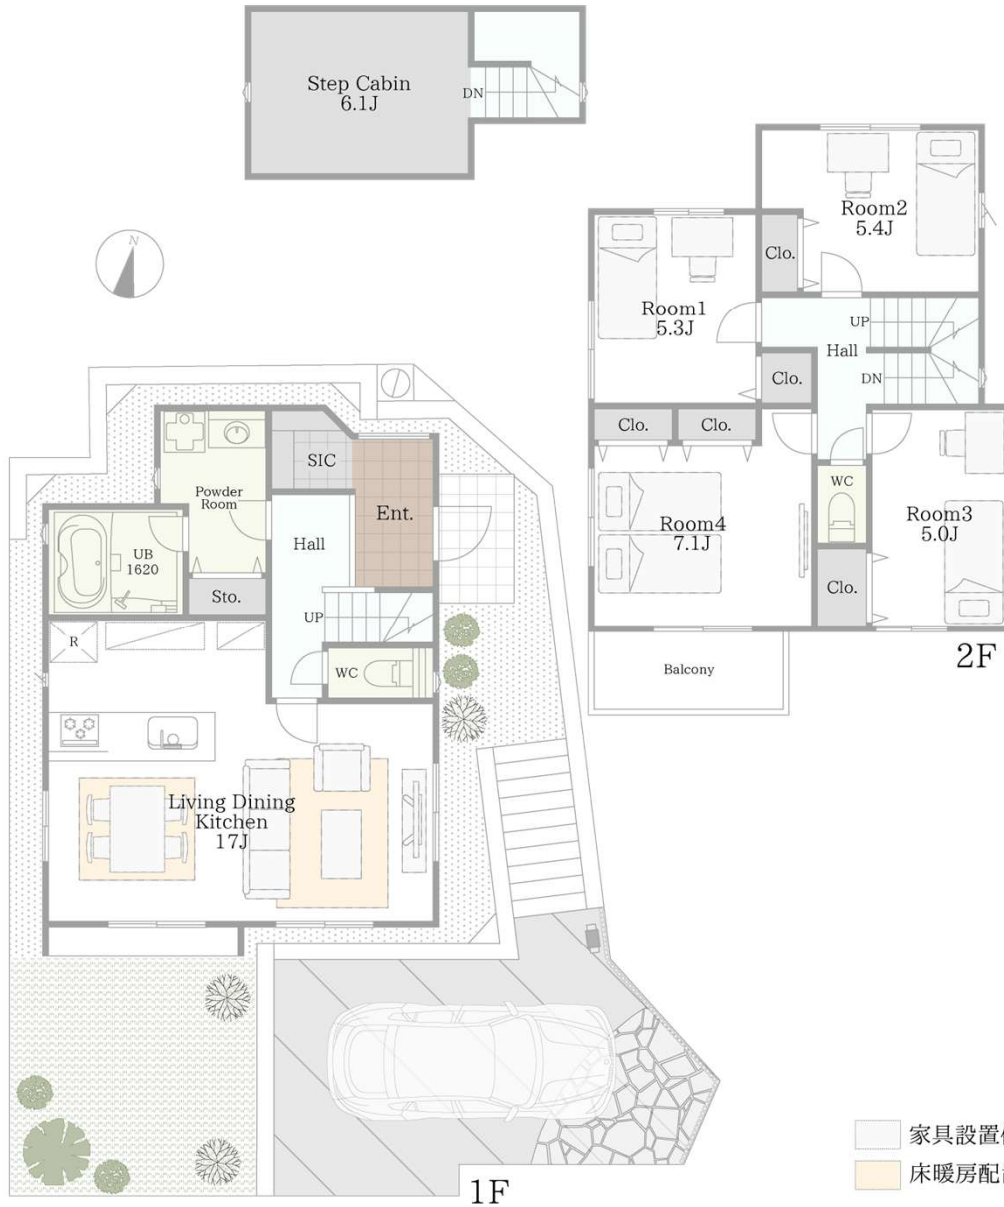 Step Cabin
6.1J
DN
N
Room2
5.4J
Clo.
Room1
5.3J
UP
Hall
Clo.
DN
Clo.
Clo.
WC
Room4
7.1J
Room3
5.0J
Clo.
2F
Balcony
SIC
Powder
Room
Ent.
Hall
UB
1620
Sto.
UP
R
WC
Living Dining
Kitchen
17J
家具設置
床暖房配
1F